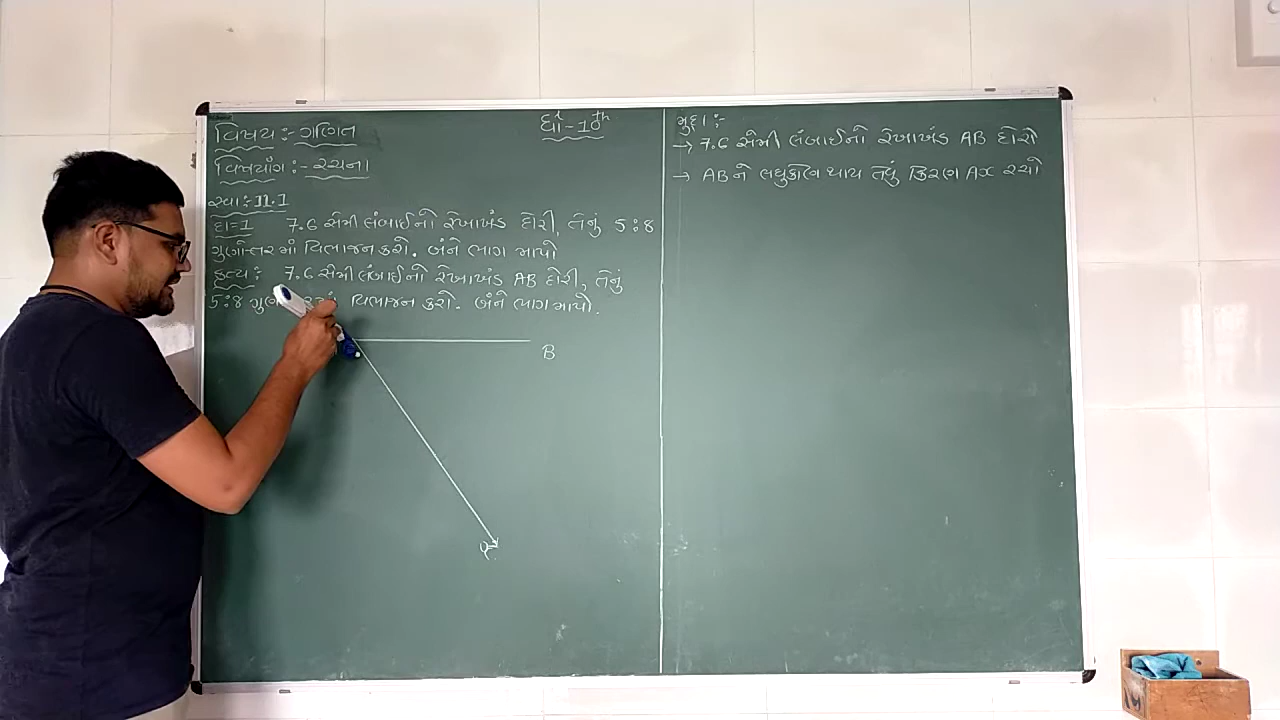 વિષય :- ગણિત
ધો - 10th
વિષયાંગ :- રચના
સ્વા : 11.1
દા=1 7.6 સેમી લંબાઈનો રેખાખંડ દોરી, તેનું 5:8
ગુણોત્તરમાં વિભાજન કરો. બંને ભાગ માપો
કૃત્ય : 7.6 સેમી લંબાઈનો રેખાખંડ AB દોરી, તેનું
5:8 વિભાજન કરો. બંને ભાગ માપો.
B
x
મુદ્દા :-
→ 7.6 સેમી લંબાઈનો રેખાખંડ AB દોરો
→ ABને લઘુકોણ થાય તેવું કિરણ AX રચો